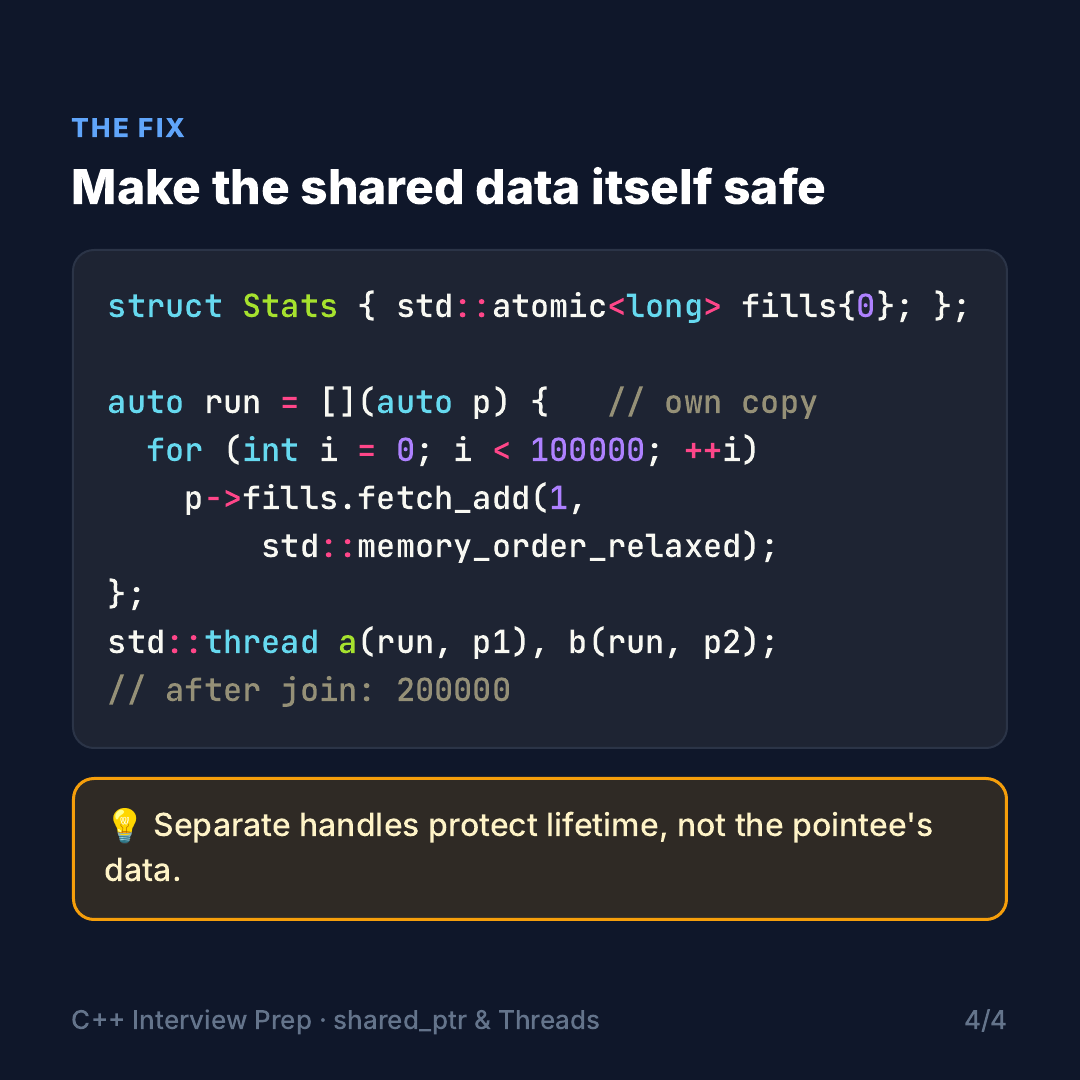 THE FIX
Make the shared data itself safe
struct Stats { std::atomic<long> fills{0}; };
auto run = [](auto p) {   // own copy
  for (int i = 0; i < 100000; ++i)
    p->fills.fetch_add(1,
        std::memory_order_relaxed);
};
std::thread a(run, p1), b(run, p2);
// after join: 200000
💡 Separate handles protect lifetime, not the pointee's
data.
C++ Interview Prep · shared_ptr & Threads
4/4